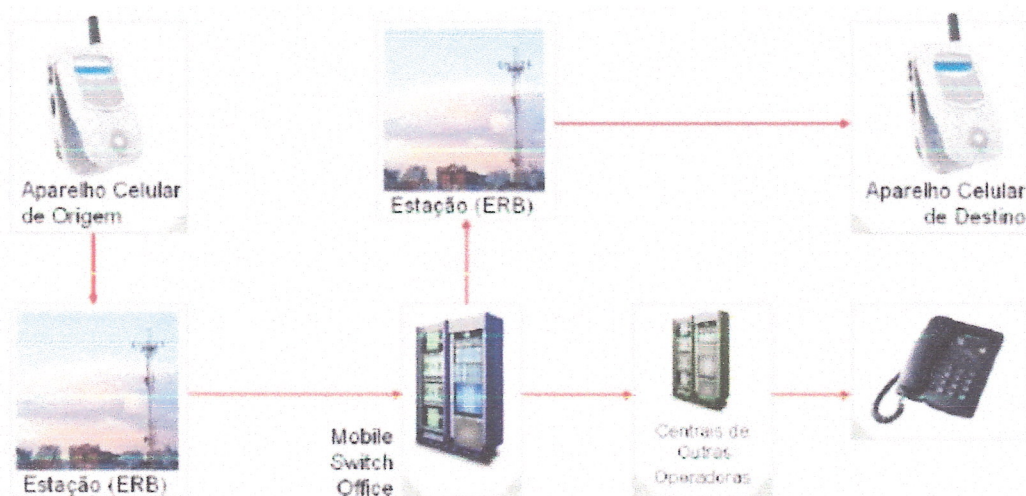 Aparelho Celular
de Origem
Estação (ERB)
Aparelho Celular
de Destino
Estação (ERB)
Mobile
Switch
Office
Centrais de
Outras
Operadoras